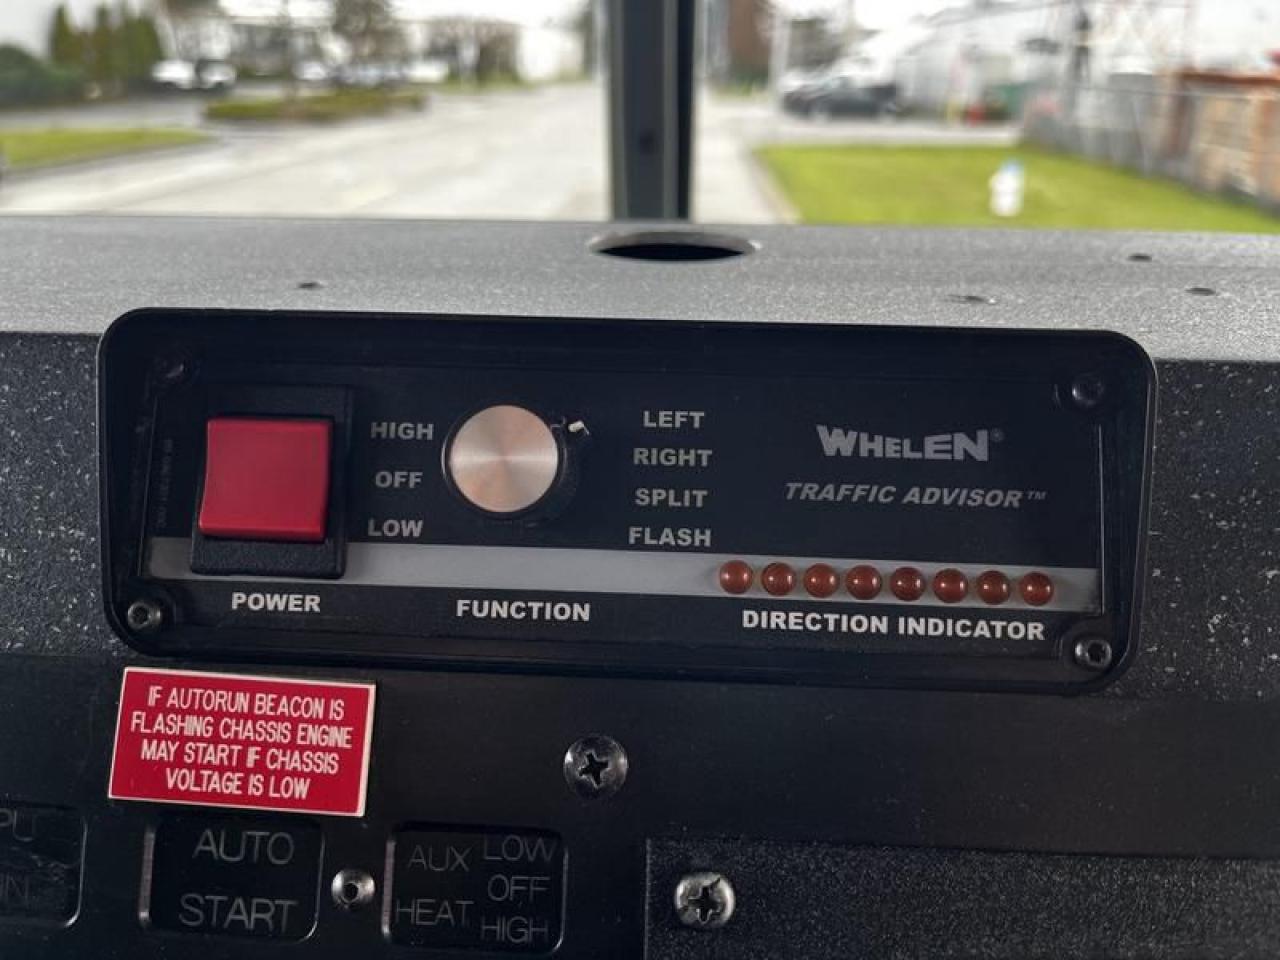 HIGH
OFF
LOW
LEFT
RIGHT
SPLIT
FLASH
WHELEN®
TRAFFIC ADVISOR™
POWER
FUNCTION
DIRECTION INDICATOR
IF AUTORUN BEACON IS
FLASHING CHASSIS ENGINE
MAY START IF CHASSIS
VOLTAGE IS LOW
AUTO
START
AUX
HEAT
LOW
OFF
HIGH